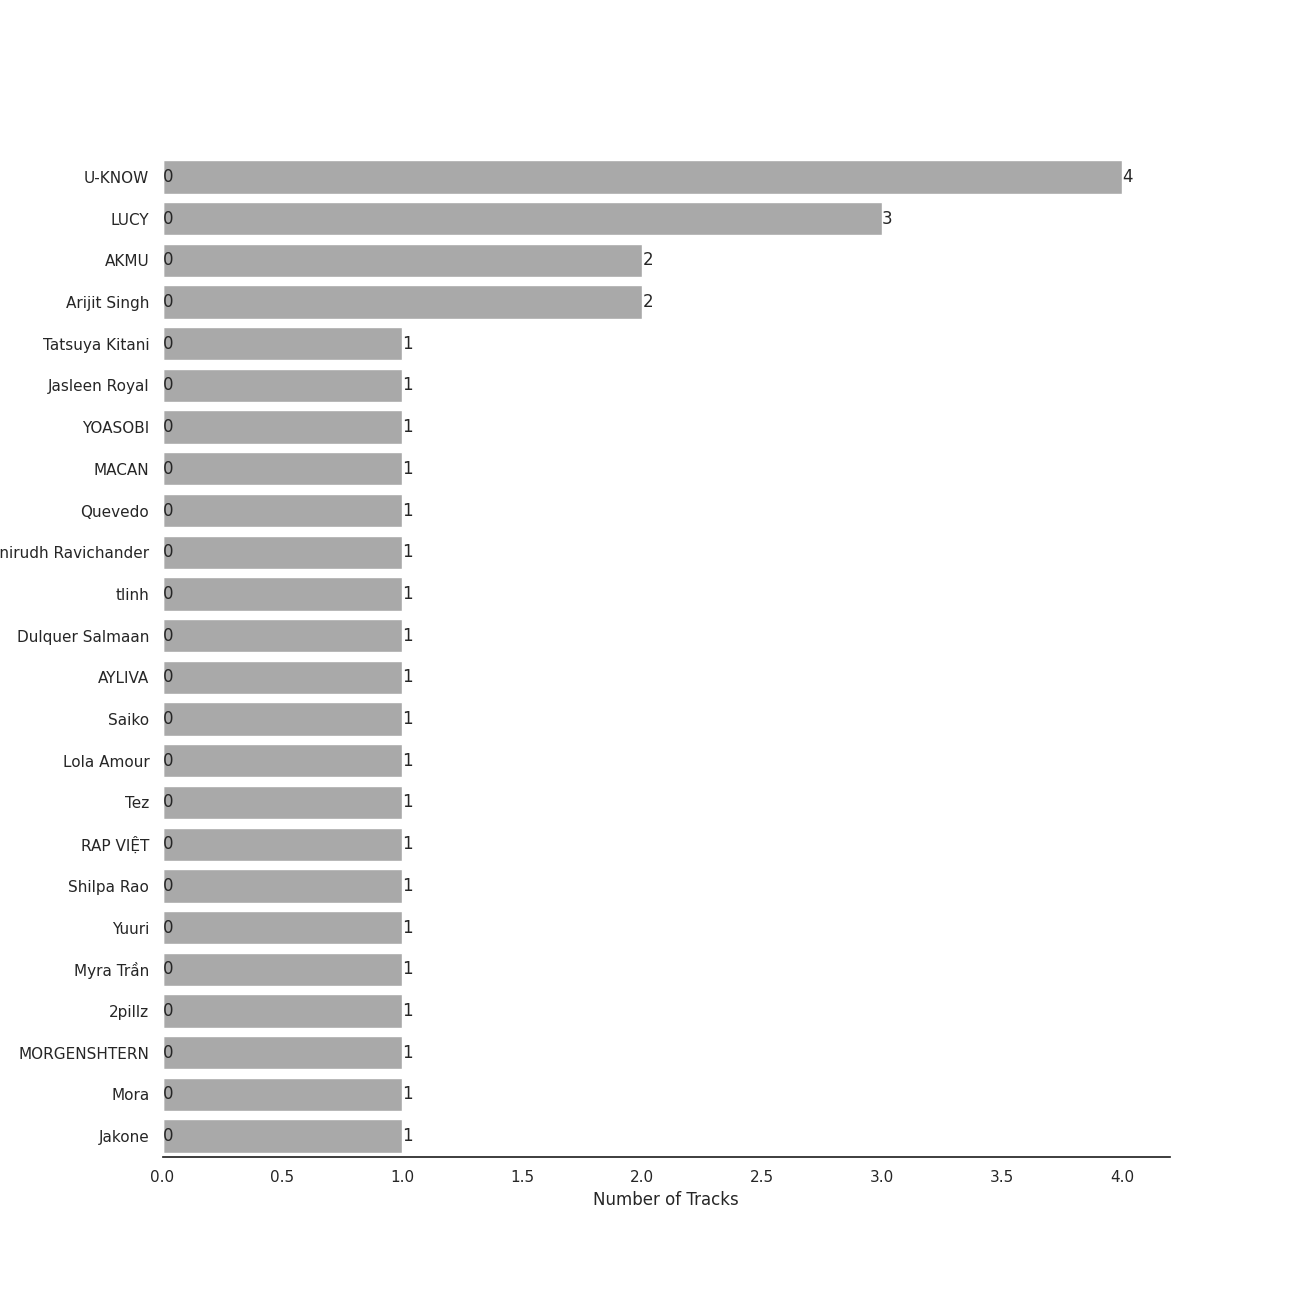 U-KNOW 0 4
LUCY 0 3
AKMU 0 2
Arijit Singh 0 2
Tatsuya Kitani 0 1
Jasleen Royal 0 1
YOASOBI 0 1
MACAN 0 1
Quevedo 0 1
nirudh Ravichander 0 1
tlinh 0 1
Dulquer Salmaan 0 1
AYLIVA 0 1
Saiko 0 1
Lola Amour 0 1
Tez 0 1
RAP VIỆT 0 1
Shilpa Rao 0 1
Yuuri 0 1
Myra Trần 0 1
2pillz 0 1
MORGENSHTERN 0 1
Mora 0 1
Jakone 0 1
0.0 0.5 1.0 1.5 2.0 2.5 3.0 3.5 4.0
Number of Tracks